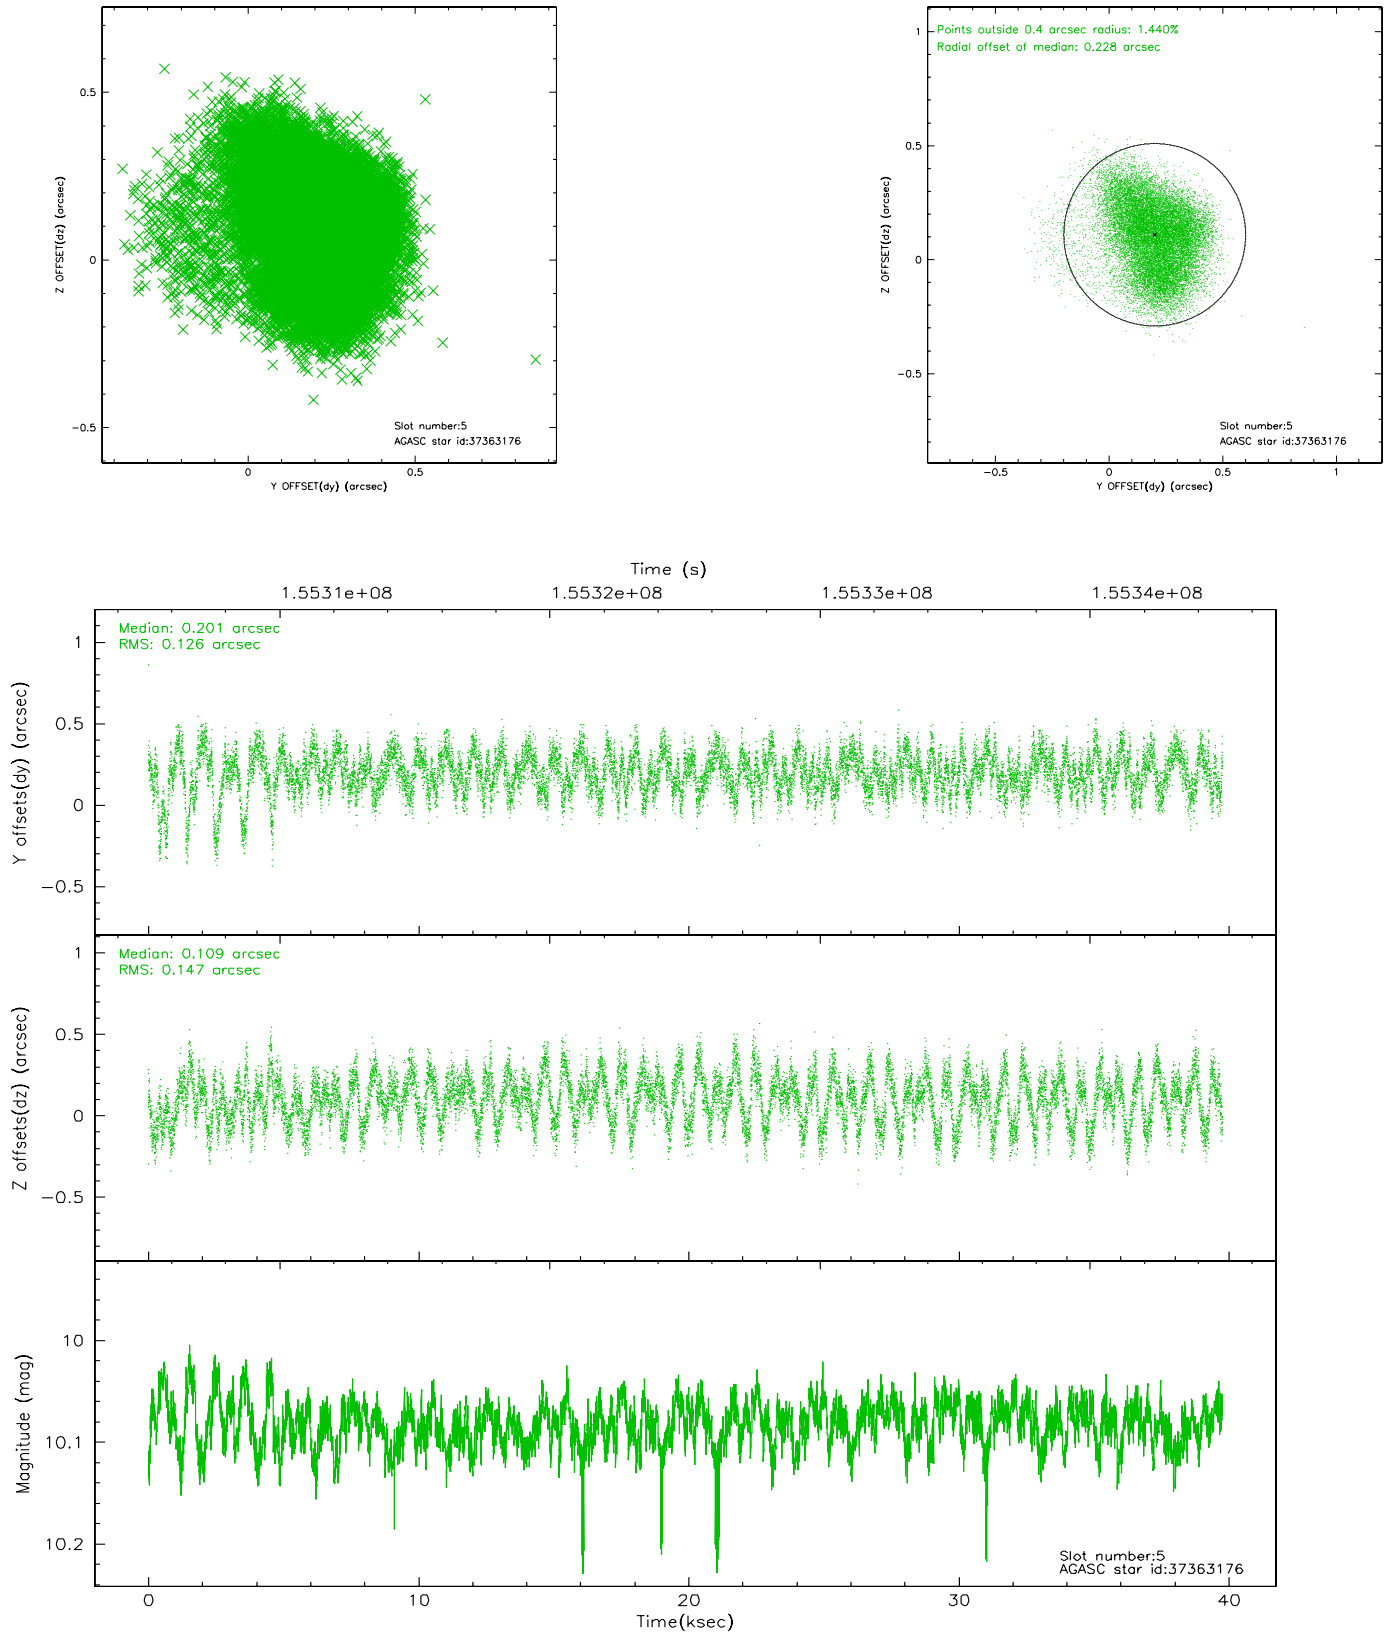 0.5
0
-0.5
Z OFFSET(dz) (arcsec)
Slot number:5
AGASC star id:37363176
0
0.5
Y OFFSET(dy) (arcsec)
Points outside 0.4 arcsec radius: 1.440%
Radial offset of median: 0.228 arcsec
1
0.5
0
-0.5
Z OFFSET(dz) (arcsec)
Slot number:5
AGASC star id:37363176
-0.5
0
0.5
1
Y OFFSET(dy) (arcsec)
Time (s)
1.5531e+08
1.5532e+08
1.5533e+08
1.5534e+08
Median: 0.201 arcsec
RMS: 0.126 arcsec
1
0.5
0
-0.5
Y offsets(dy) (arcsec)
Median: 0.109 arcsec
RMS: 0.147 arcsec
1
0.5
0
-0.5
Z offsets(dz) (arcsec)
10
10.1
10.2
Magnitude (mag)
Slot number:5
AGASC star id:37363176
0
10
20
30
40
Time(ksec)